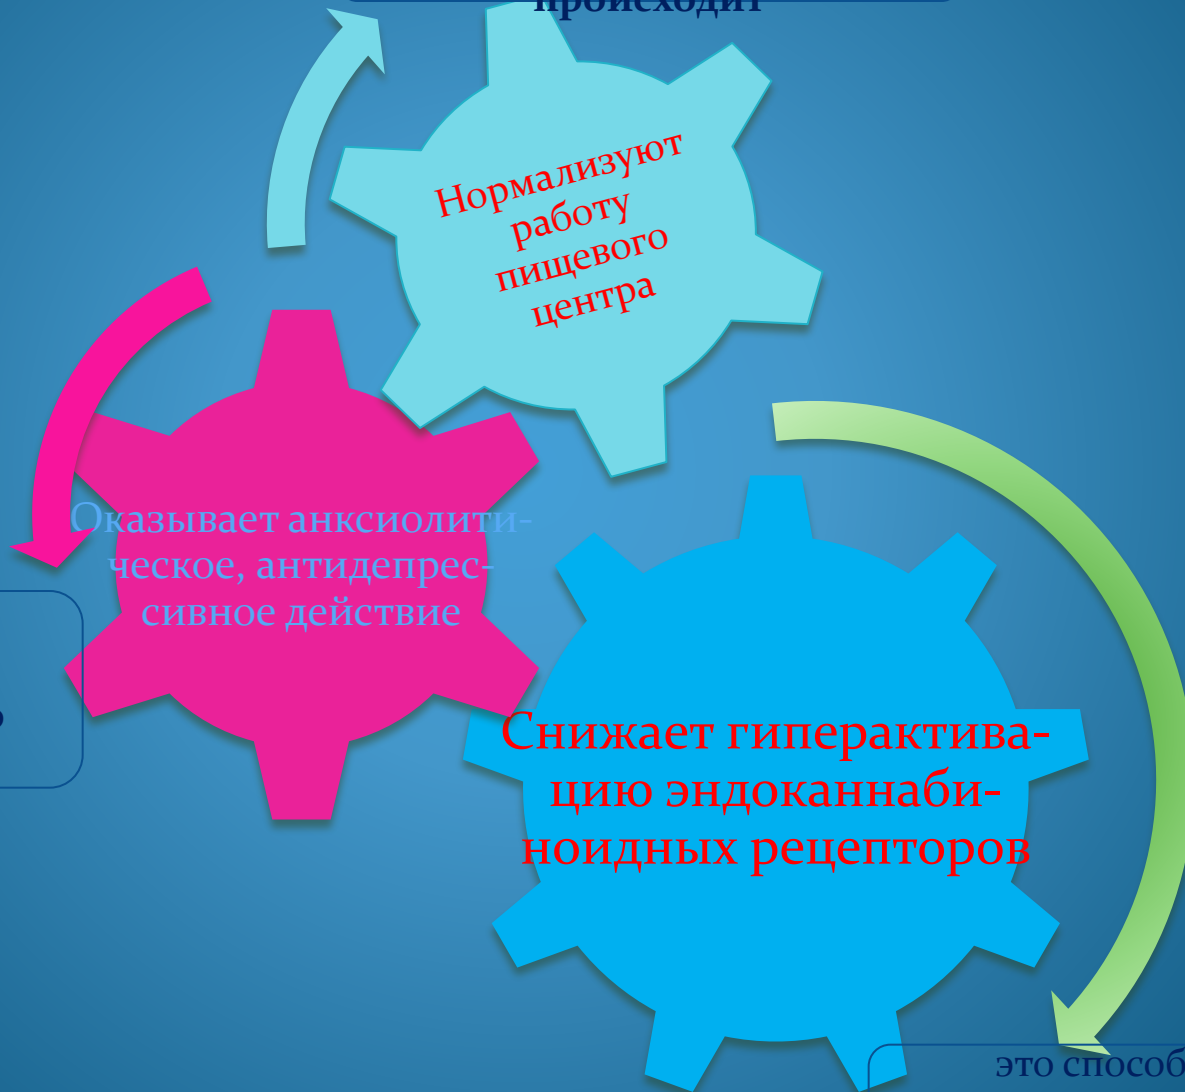 происходит
Нормализуют
работу
пищевого
центра
Оказывает анксиолити-
ческое, антидепрес-
сивное действие
Снижает гиперактива-
цию эндоканнаби-
ноидных рецепторов
это способ